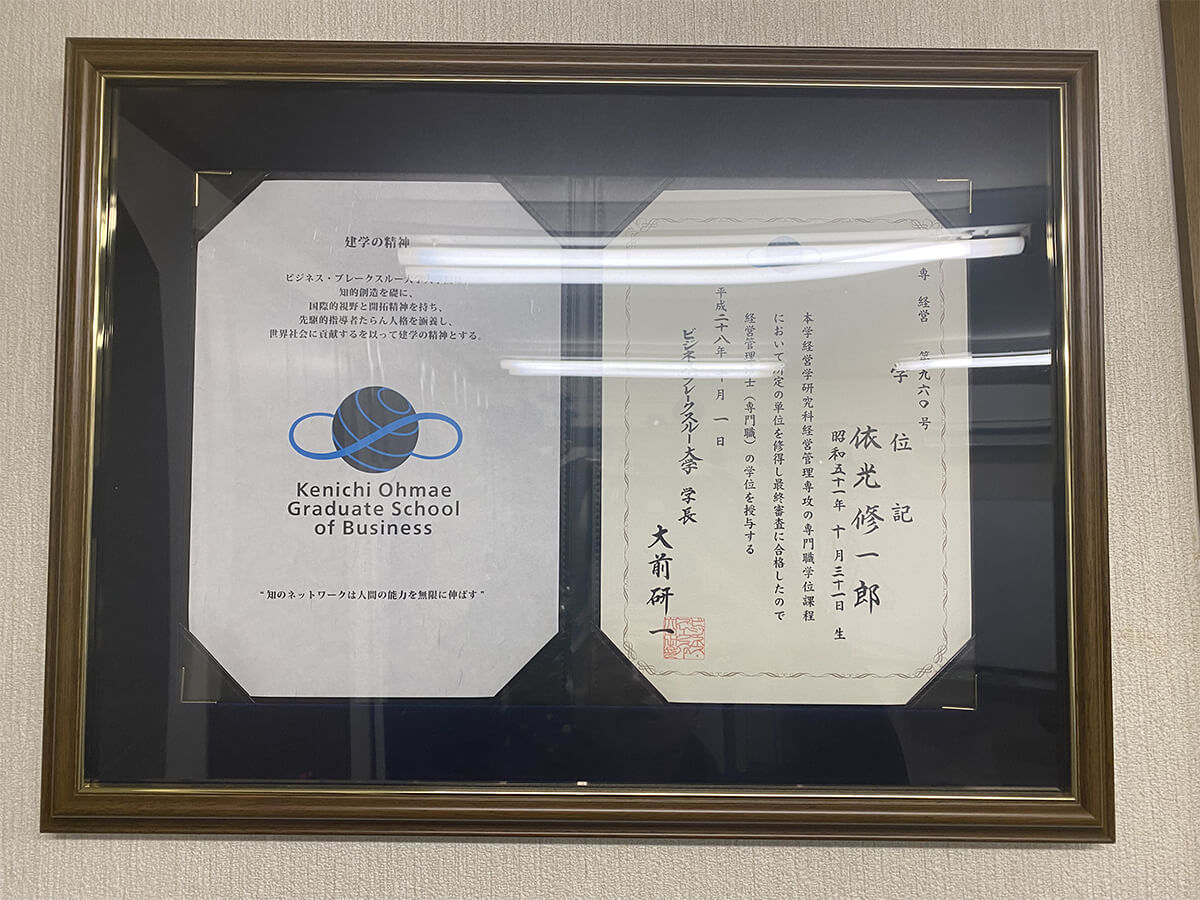 建学の精神
ビジネス・ブレークスルー大学
知的創造を礎に、
国際的視野と開拓精神を持ち、
先駆的指導者たらん人格を涵養し、
世界社会に貢献するを以って建学の精神とする。
Kenichi Ohmae
Graduate School
of Business
“知のネットワークは人間の能力を無限に伸ばす”
専 経営 第九六〇号
学位記
依光修一郎
昭和五十一年 十月三十一日 生
本学経営学研究科経営管理専攻の専門職学位課程
において所定の単位を修得し最終審査に合格したので
経営管理修士（専門職）の学位を授与する
平成二十八年 月 一 日
ビジネス・ブレークスルー大学 学長
大前研一